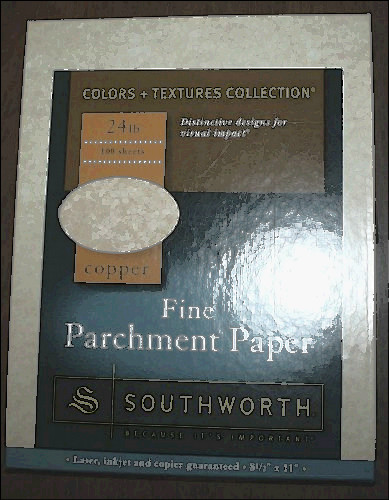 COLORS + TEXTURES COLLECTION®
24lb
100 sheets
Distinctive designs for
visual impact®
copper
Fine
Parchment Paper
S SOUTHWORTH®
BECAUSE IT'S IMPORTANT®
• Laser, inkjet and copier guaranteed • 8½" x 11" •